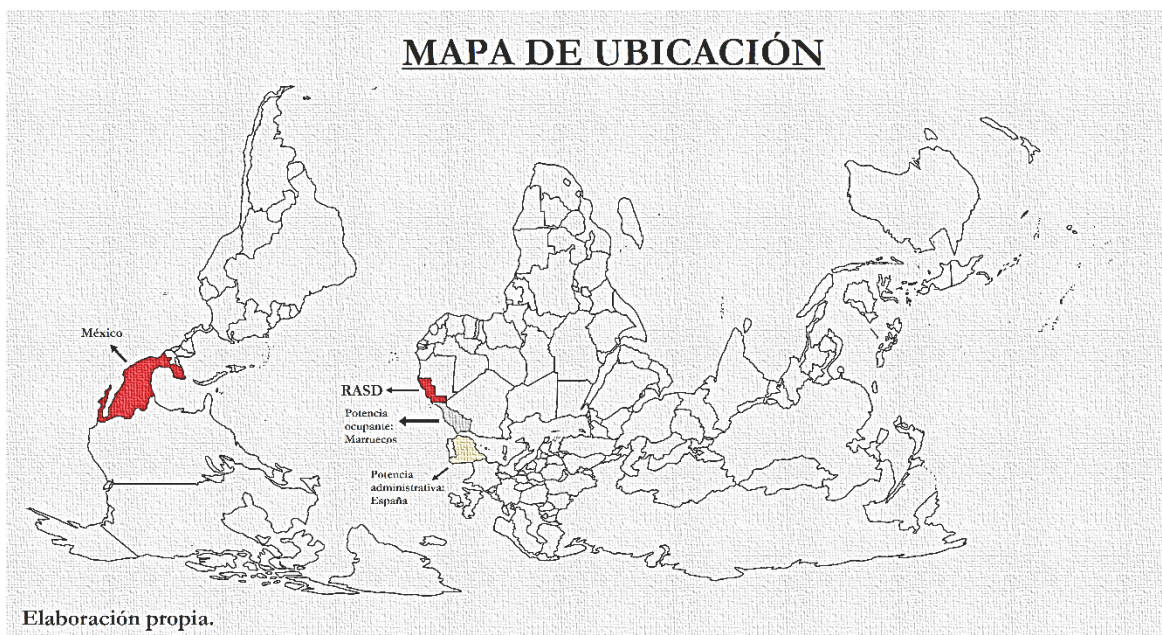 MAPA DE UBICACIÓN
México
RASD
Potencia
ocupante:
Marruecos
Potencia
administrativa:
España
Elaboración propia.